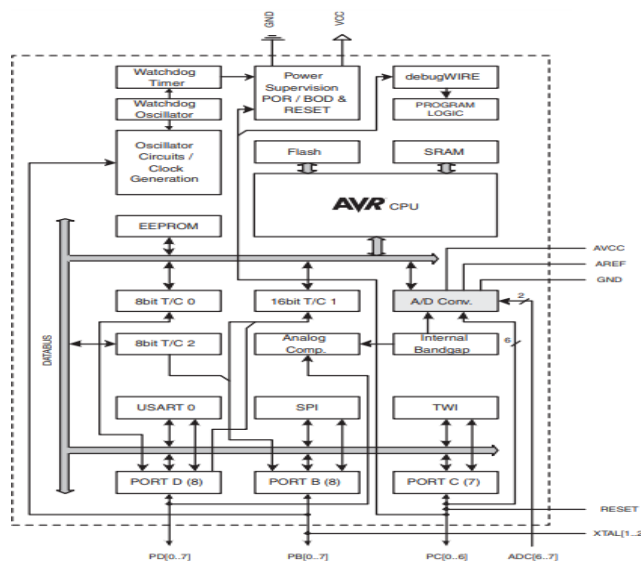 GND
VCC
Watchdog
Timer
Power
Supervision
POR / BOD &
RESET
debugWIRE
Watchdog
Oscillator
PROGRAM
LOGIC
Oscillator
Circuits /
Clock
Generation
Flash
SRAM
AVR CPU
EEPROM
AVCC
AREF
GND
8bit T/C 0
16bit T/C 1
A/D Conv.
2
DATABUS
8bit T/C 2
Analog
Comp.
Internal
Bandgap
6
USART 0
SPI
TWI
PORT D (8)
PORT B (8)
PORT C (7)
RESET
XTAL[1..2
PD[0..7]
PB[0..7]
PC[0..6]
ADC[6..7]